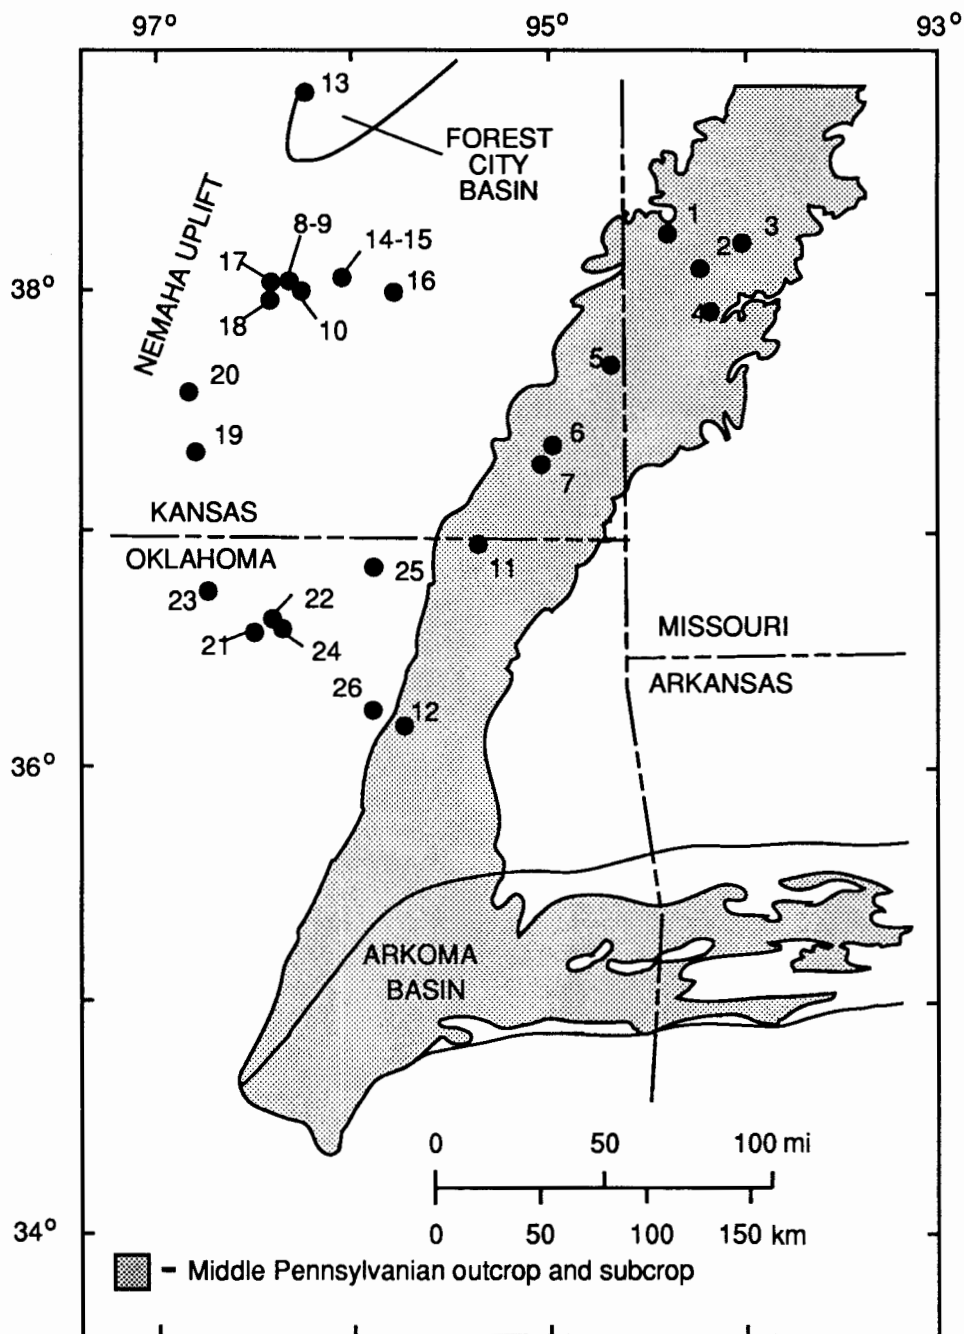 97°
95°
93°
13
FOREST
CITY
BASIN
NEMAHA UPLIFT
8-9
14-15
17
16
18
10
1
2
3
38°
4
5
20
19
6
7
KANSAS
OKLAHOMA
25
11
23
22
21
24
MISSOURI
ARKANSAS
26
12
36°
ARKOMA
BASIN
0 50 100 mi
0 50 100 150 km
34°
- Middle Pennsylvanian outcrop and subcrop